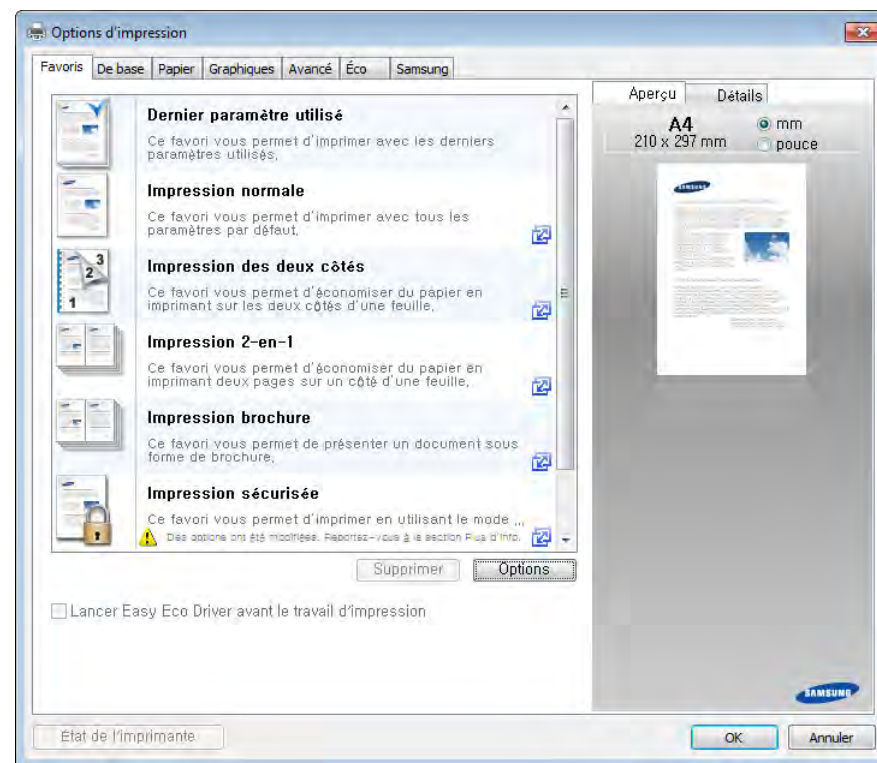 Options d'impression
Favoris De base Papier Graphiques Avancé Éco Samsung
Dernier paramètre utilisé
Ce favori vous permet d'imprimer avec les derniers
paramètres utilisés.
Impression normale
Ce favori vous permet d'imprimer avec tous les
paramètres par défaut.
Impression des deux côtés
Ce favori vous permet d'économiser du papier en
imprimant sur les deux côtés d'une feuille.
Impression 2-en-1
Ce favori vous permet d'économiser du papier en
imprimant deux pages sur un côté d'une feuille.
Impression brochure
Ce favori vous permet de présenter un document sous
forme de brochure.
Impression sécurisée
Ce favori vous permet d'imprimer en utilisant le mode ...
Des options ont été modifiées. Reportez-vous à la section Plus d'info.
Supprimer Options
Lancer Easy Eco Driver avant le travail d'impression
État de l'imprimante
Aperçu Détails
A4
210 x 297 mm
mm
pouce
SAMSUNG
SAMSUNG
OK Annuler
1
2
3